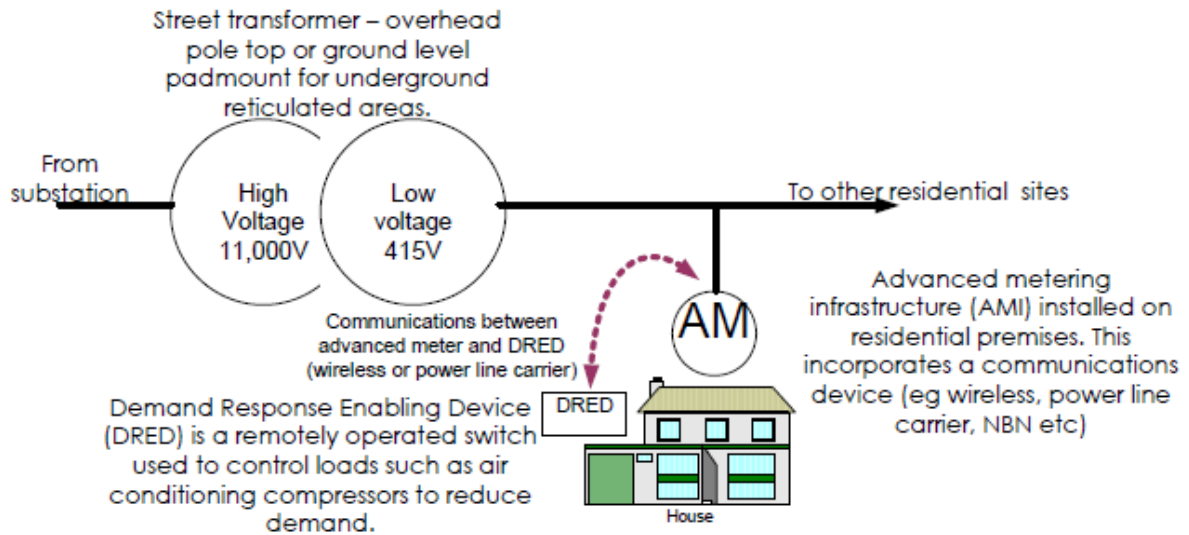 Street transformer – overhead
pole top or ground level
padmount for underground
reticulated areas.
From
substation
High
Voltage
11,000V
Low
voltage
415V
To other residential sites
Communications between
advanced meter and DRED
(wireless or power line carrier)
AM
Advanced metering
infrastructure (AMI) installed on
residential premises. This
incorporates a communications
device (eg wireless, power line
carrier, NBN etc)
DRED
Demand Response Enabling Device
(DRED) is a remotely operated switch
used to control loads such as air
conditioning compressors to reduce
demand.
House